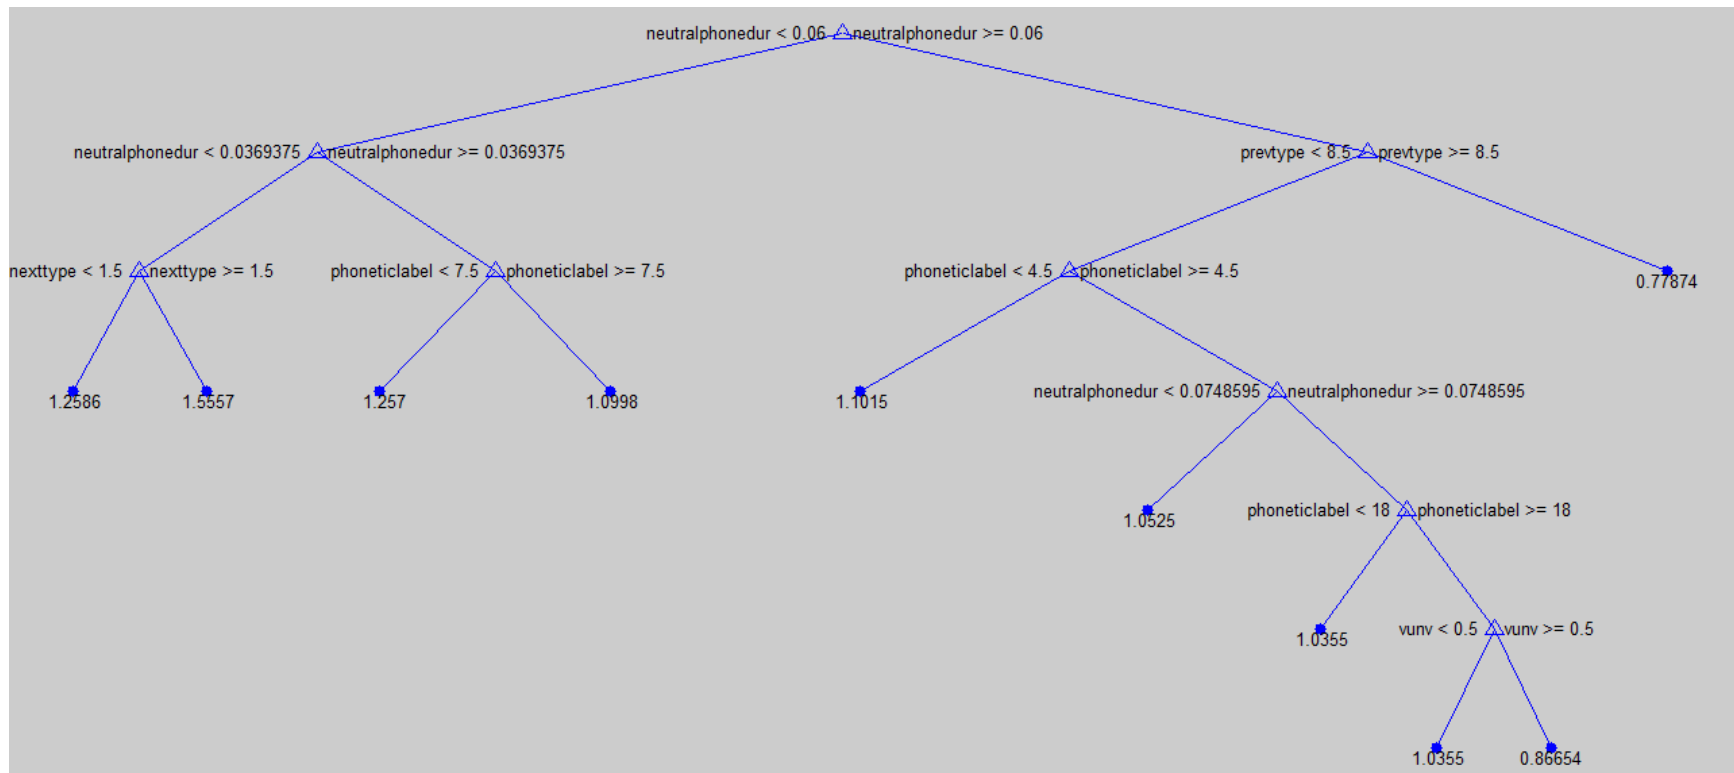 neutralphonedur < 0.06 neutralphonedur >= 0.06
neutralphonedur < 0.0369375 neutralphonedur >= 0.0369375
prevtype < 8.5 prevtype >= 8.5
nexttype < 1.5 nexttype >= 1.5
phoneticlabel < 7.5 phoneticlabel >= 7.5
phoneticlabel < 4.5 phoneticlabel >= 4.5
0.77874
1.2586
1.5557
1.257
1.0998
1.1015
neutralphonedur < 0.0748595 neutralphonedur >= 0.0748595
1.0525
phoneticlabel < 18 phoneticlabel >= 18
1.0355
vunv < 0.5 vunv >= 0.5
1.0355
0.86654